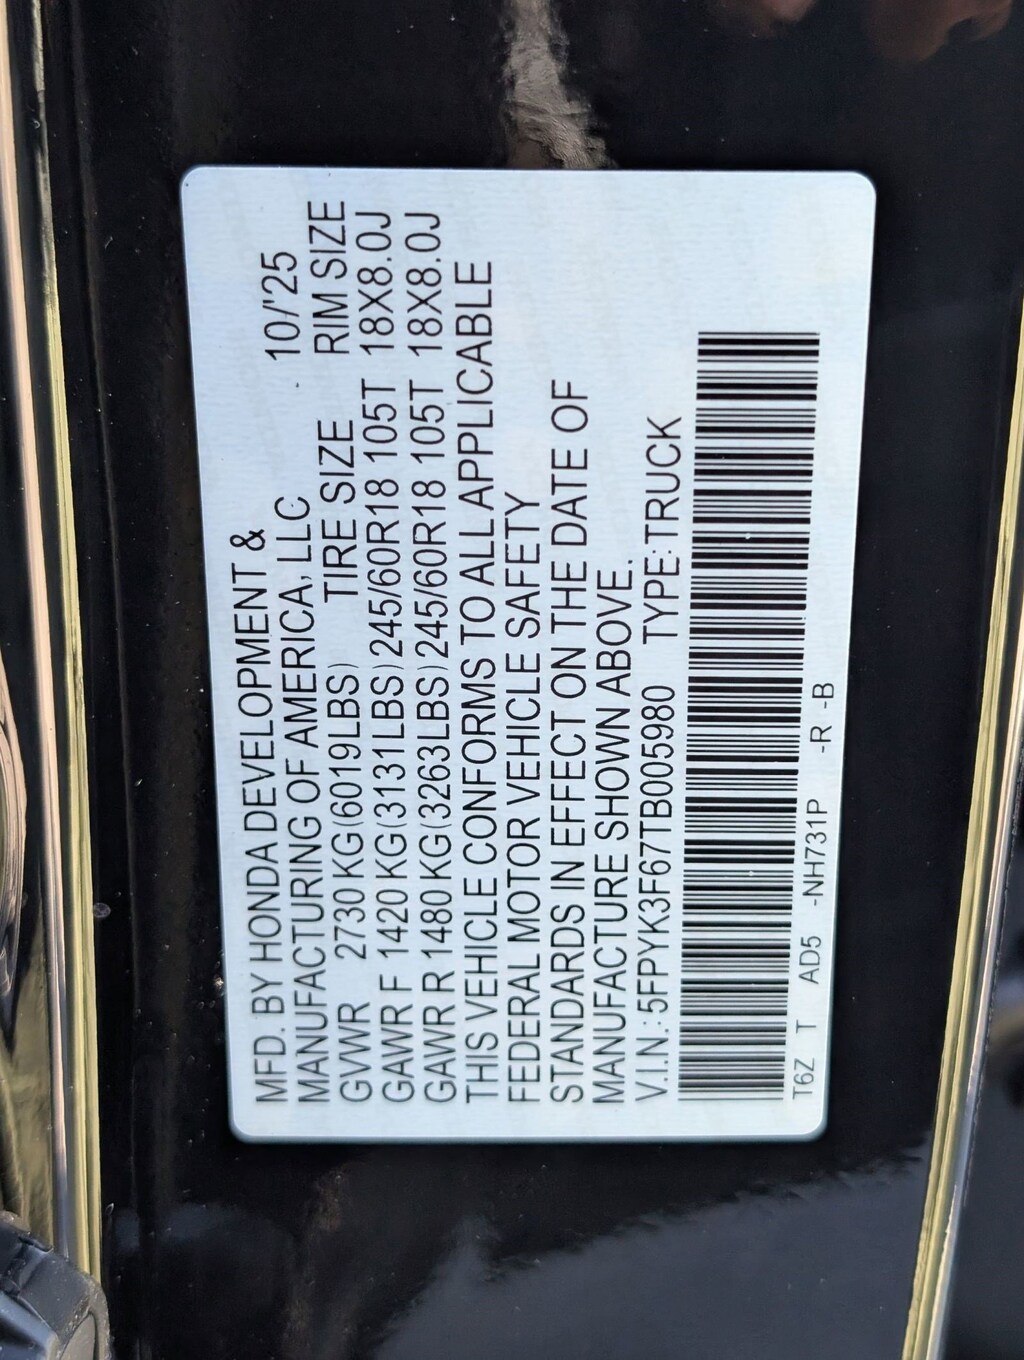 MFD. BY HONDA DEVELOPMENT &
MANUFACTURING OF AMERICA, LLC 10/'25
GVWR 2730 KG(6019LBS) TIRE SIZE RIM SIZE
GAWR F 1420 KG(3131LBS) 245/60R18 105T 18X8.0J
GAWR R 1480 KG(3263LBS) 245/60R18 105T 18X8.0J
THIS VEHICLE CONFORMS TO ALL APPLICABLE
FEDERAL MOTOR VEHICLE SAFETY
STANDARDS IN EFFECT ON THE DATE OF
MANUFACTURE SHOWN ABOVE.
V.I.N.: 5FPYK3F67TB005980 TYPE:TRUCK
T6Z T AD5 -NH731P -R -B